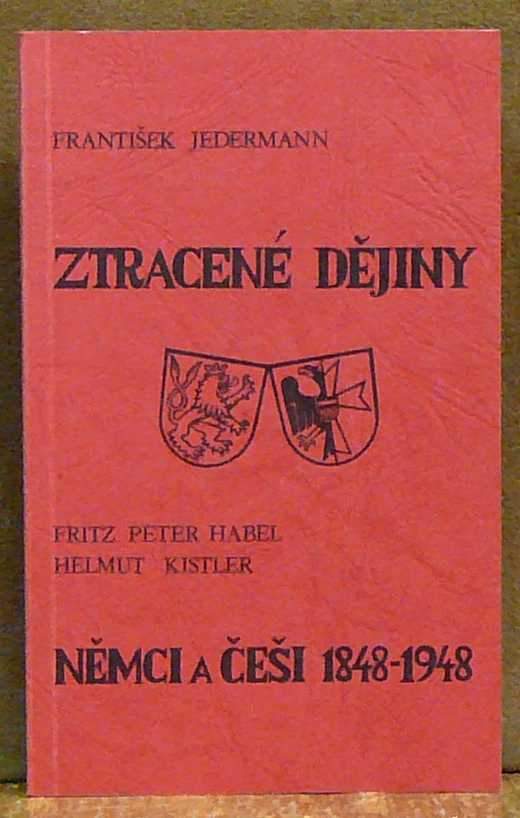 FRANTIŠEK JEDERMANN
ZTRACENÉ DĚJINY
FRITZ PETER HABEL
HELMUT KISTLER
NĚMCI A ČEŠI 1848-1948